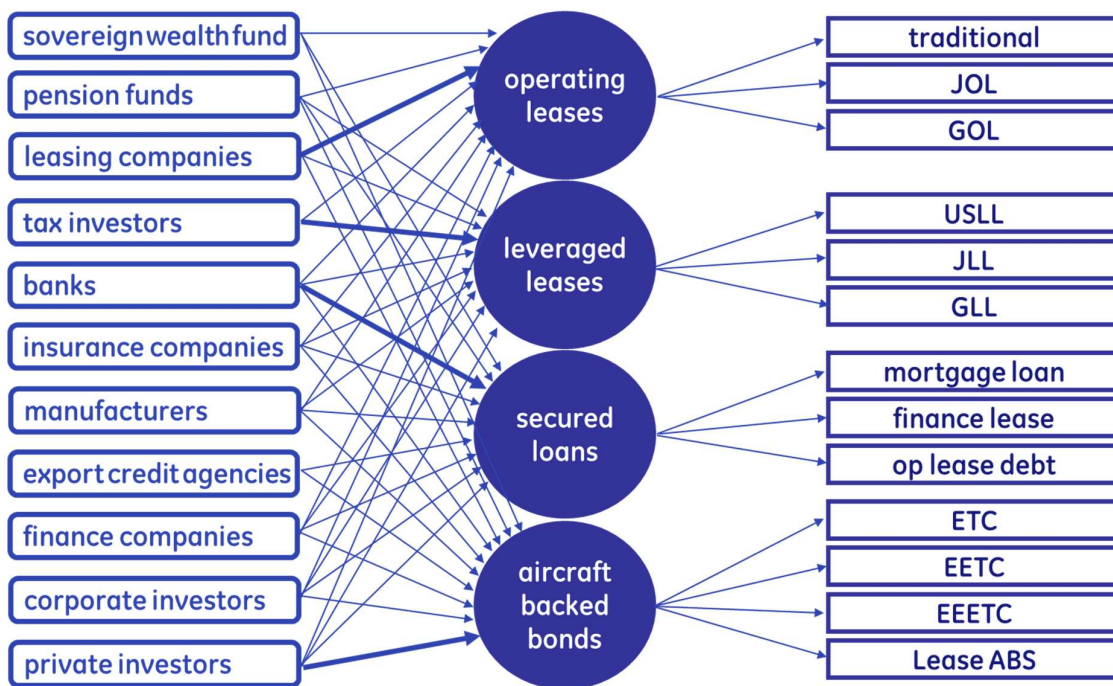 sovereign wealth fund
pension funds
leasing companies
tax investors
banks
insurance companies
manufacturers
export credit agencies
finance companies
corporate investors
private investors
operating
leases
leveraged
leases
secured
loans
aircraft
backed
bonds
traditional
JOL
GOL
USLL
JLL
GLL
mortgage loan
finance lease
op lease debt
ETC
EETC
EEETC
Lease ABS